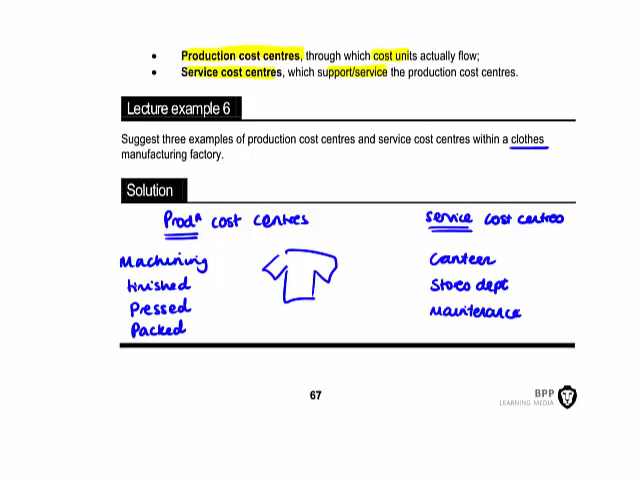 • Production cost centres, through which cost units actually flow;
• Service cost centres, which support/service the production cost centres.
Lecture example 6
Suggest three examples of production cost centres and service cost centres within a clothes
manufacturing factory.
Solution
Prodⁿ cost centres
Service cost centres
Machining
Canteen
Finished
Stores dept
Pressed
Maintenance
Packed
67
BPP
LEARNING MEDIA